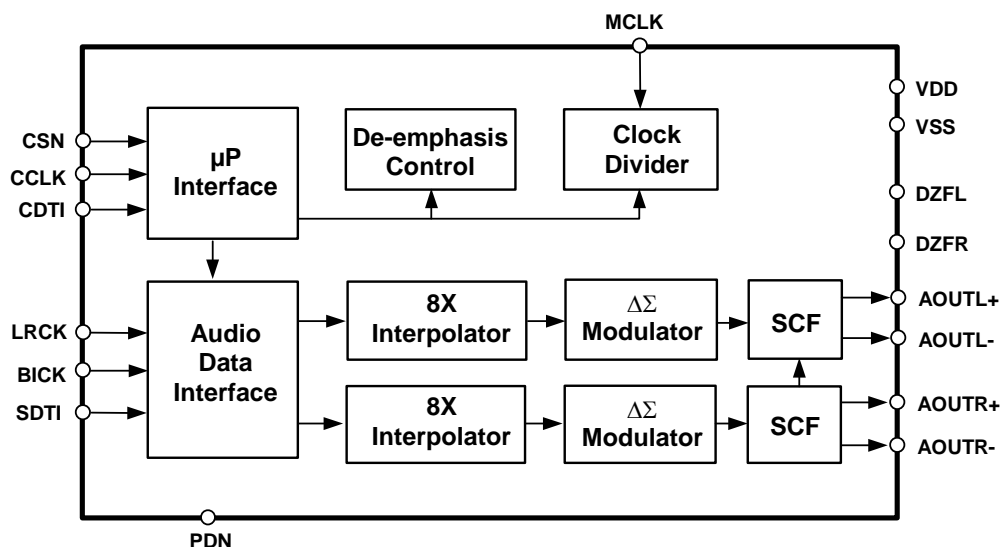 MCLK
VDD
VSS
DZFL
DZFR
CSN
CCLK
CDTI
µP
Interface
De-emphasis
Control
Clock
Divider
LRCK
BICK
SDTI
Audio
Data
Interface
8X
Interpolator
ΔΣ
Modulator
SCF
AOUTL+
AOUTL-
8X
Interpolator
ΔΣ
Modulator
SCF
AOUTR+
AOUTR-
PDN